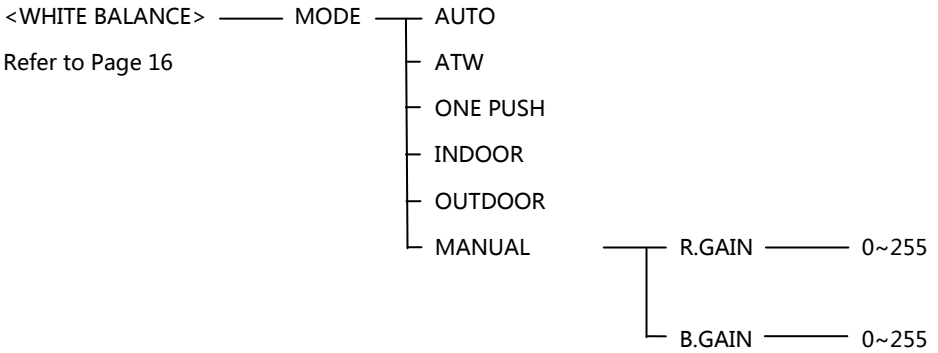 <WHITE BALANCE> MODE AUTO
Refer to Page 16 ATW
ONE PUSH
INDOOR
OUTDOOR
MANUAL R.GAIN 0~255
B.GAIN 0~255